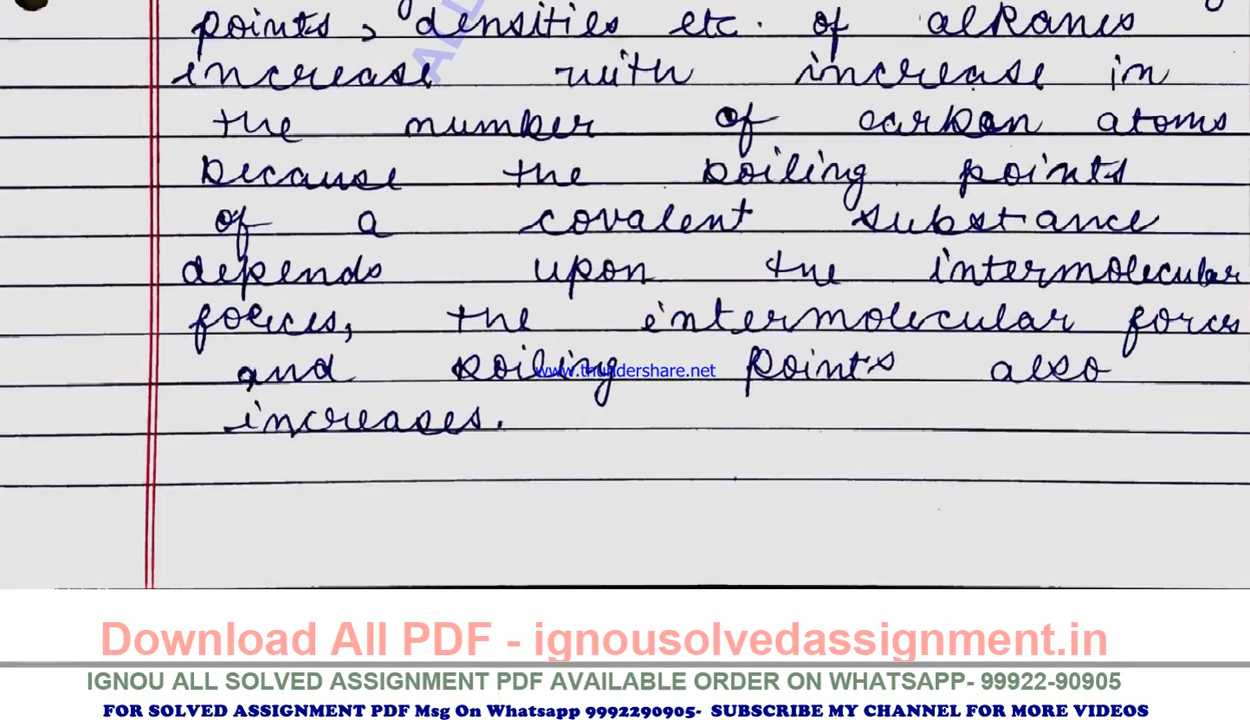 points, densities etc. of alkanes
increase with increase in
the number of carbon atoms
because the boiling points
of a covalent substance
depends upon the intermolecular
forces, the intermolecular forces
and boiling points also
www.thundershare.net
increases.
Download All PDF - ignousolvedassignment.in
IGNOU ALL SOLVED ASSIGNMENT PDF AVAILABLE ORDER ON WHATSAPP- 99922-90905
FOR SOLVED ASSIGNMENT PDF Msg On Whatsapp 9992290905- SUBSCRIBE MY CHANNEL FOR MORE VIDEOS